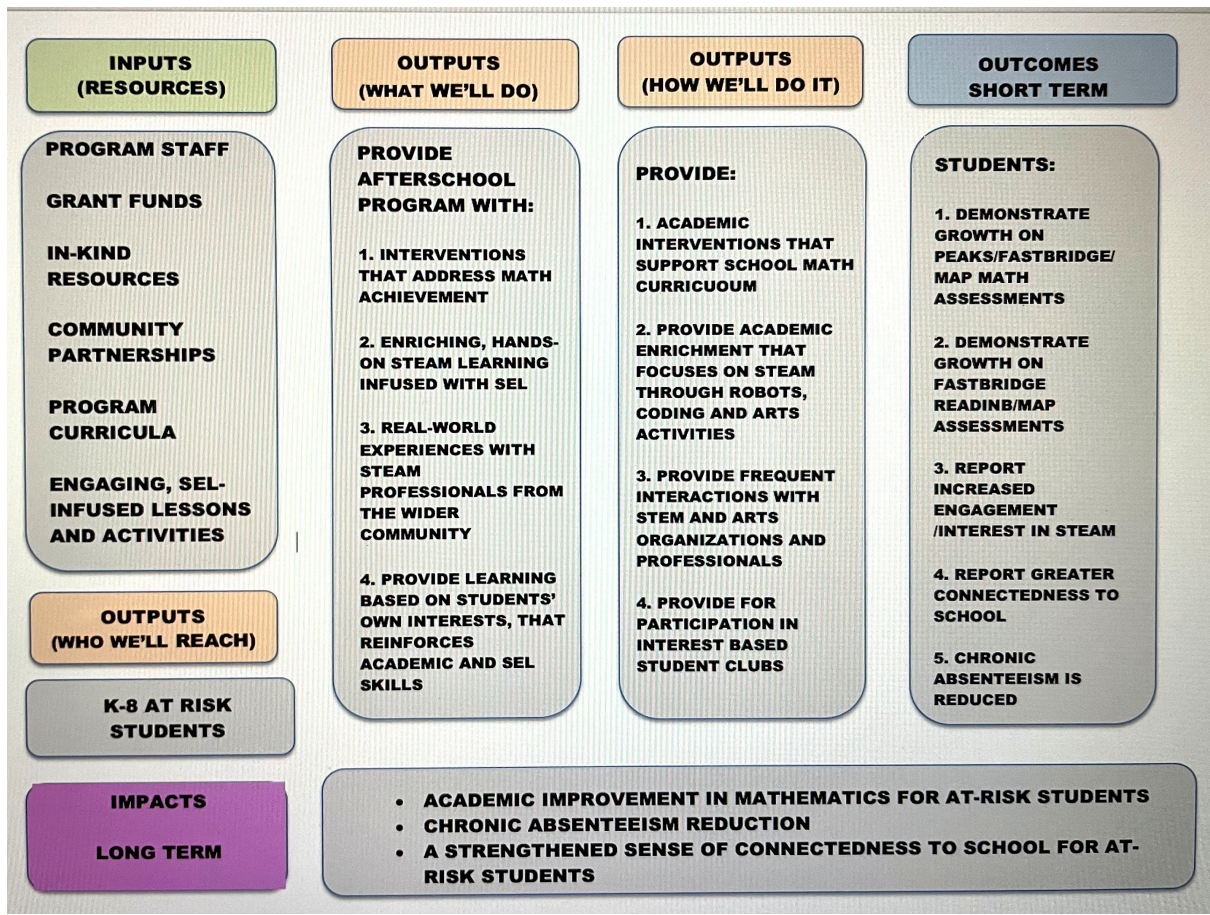 INPUTS
(RESOURCES)
PROGRAM STAFF
GRANT FUNDS
IN-KIND
RESOURCES
COMMUNITY
PARTNERSHIPS
PROGRAM
CURRICULA
ENGAGING, SEL-
INFUSED LESSONS
AND ACTIVITIES
OUTPUTS
(WHO WE'LL REACH)
K-8 AT RISK
STUDENTS
OUTPUTS
(WHAT WE'LL DO)
PROVIDE
AFTERSCHOOL
PROGRAM WITH:
1. INTERVENTIONS
THAT ADDRESS MATH
ACHIEVEMENT
2. ENRICHING, HANDS-
ON STEAM LEARNING
INFUSED WITH SEL
3. REAL-WORLD
EXPERIENCES WITH
STEAM
PROFESSIONALS FROM
THE WIDER
COMMUNITY
4. PROVIDE LEARNING
BASED ON STUDENTS'
OWN INTERESTS, THAT
REINFORCES
ACADEMIC AND SEL
SKILLS
OUTPUTS
(HOW WE'LL DO IT)
PROVIDE:
1. ACADEMIC
INTERVENTIONS THAT
SUPPORT SCHOOL MATH
CURRICUOUM
2. PROVIDE ACADEMIC
ENRICHMENT THAT
FOCUSES ON STEAM
THROUGH ROBOTS,
CODING AND ARTS
ACTIVITIES
3. PROVIDE FREQUENT
INTERACTIONS WITH
STEM AND ARTS
ORGANIZATIONS AND
PROFESSIONALS
4. PROVIDE FOR
PARTICIPATION IN
INTEREST BASED
STUDENT CLUBS
OUTCOMES
SHORT TERM
STUDENTS:
1. DEMONSTRATE
GROWTH ON
PEAKS/FASTBRIDGE/
MAP MATH
ASSESSMENTS
2. DEMONSTRATE
GROWTH ON
FASTBRIDGE
READINB/MAP
ASSESSMENTS
3. REPORT
INCREASED
ENGAGEMENT
/INTEREST IN STEAM
4. REPORT GREATER
CONNECTEDNESS TO
SCHOOL
5. CHRONIC
ABSENTEEISM IS
REDUCED
IMPACTS
LONG TERM
• ACADEMIC IMPROVEMENT IN MATHEMATICS FOR AT-RISK STUDENTS
• CHRONIC ABSENTEEISM REDUCTION
• A STRENGTHENED SENSE OF CONNECTEDNESS TO SCHOOL FOR AT-
RISK STUDENTS